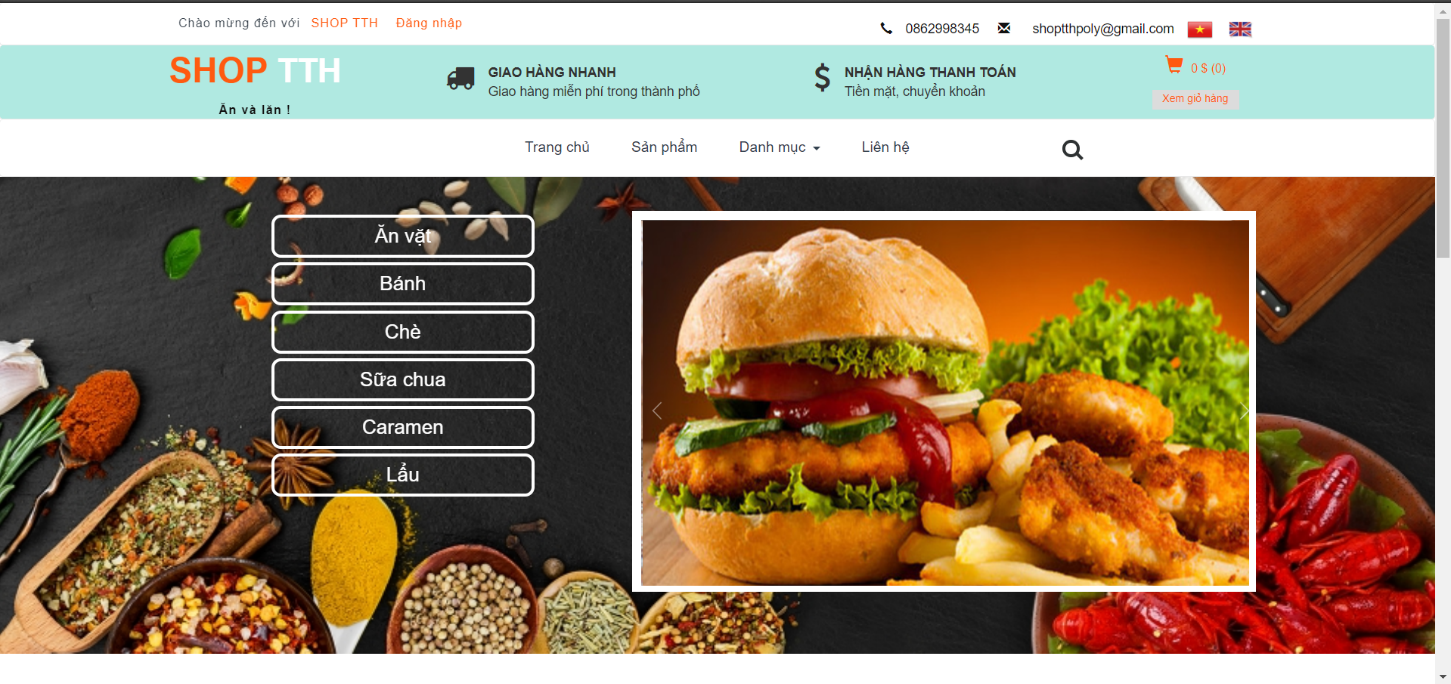 Chào mừng đến với SHOP TTH Đăng nhập
0862998345 shoptthpoly@gmail.com
SHOP TTH
Ăn và lăn !
GIAO HÀNG NHANH
Giao hàng miễn phí trong thành phố
NHẬN HÀNG THANH TOÁN
Tiền mặt, chuyển khoản
0 $ (0)
Xem giỏ hàng
Trang chủ Sản phẩm Danh mục Liên hệ
Ăn vặt
Bánh
Chè
Sữa chua
Caramen
Lẩu